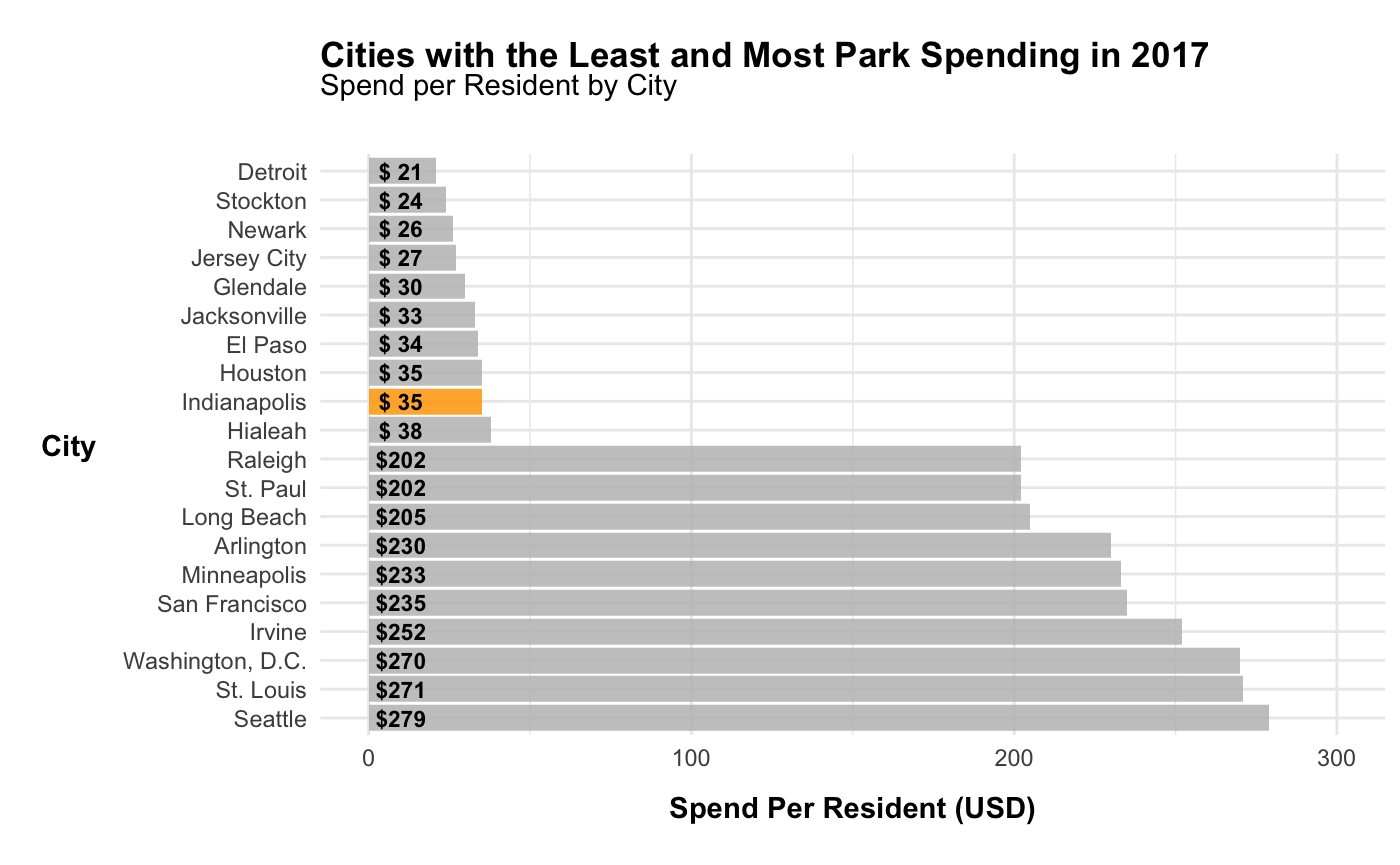 Cities with the Least and Most Park Spending in 2017
Spend per Resident by City
City
Detroit $ 21
Stockton $ 24
Newark $ 26
Jersey City $ 27
Glendale $ 30
Jacksonville $ 33
El Paso $ 34
Houston $ 35
Indianapolis $ 35
Hialeah $ 38
Raleigh $202
St. Paul $202
Long Beach $205
Arlington $230
Minneapolis $233
San Francisco $235
Irvine $252
Washington, D.C. $270
St. Louis $271
Seattle $279
0 100 200 300
Spend Per Resident (USD)